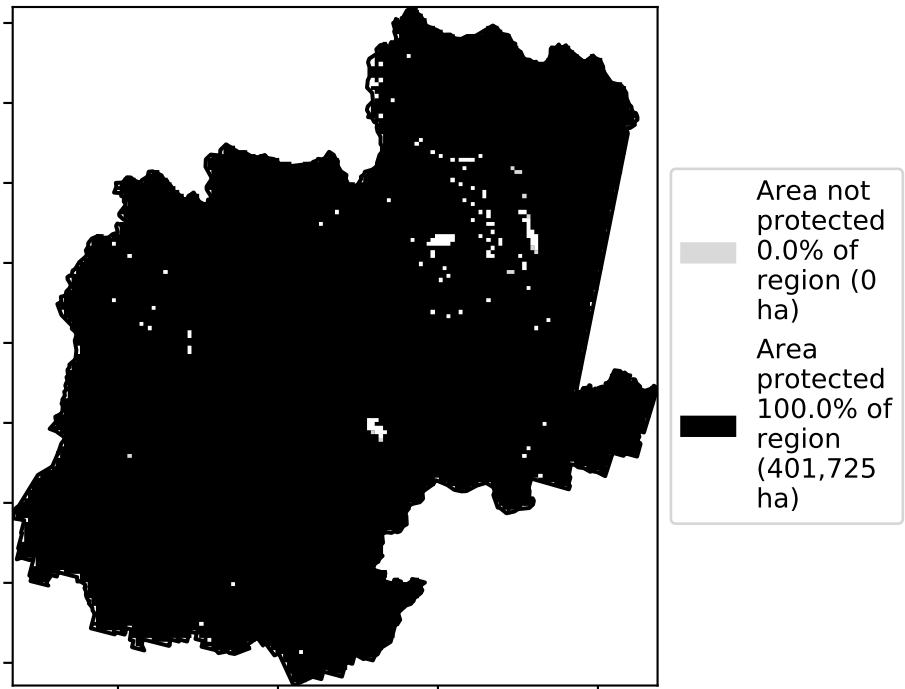 Area not
protected
0.0% of
region (0
ha)
Area
protected
100.0% of
region
(401,725
ha)